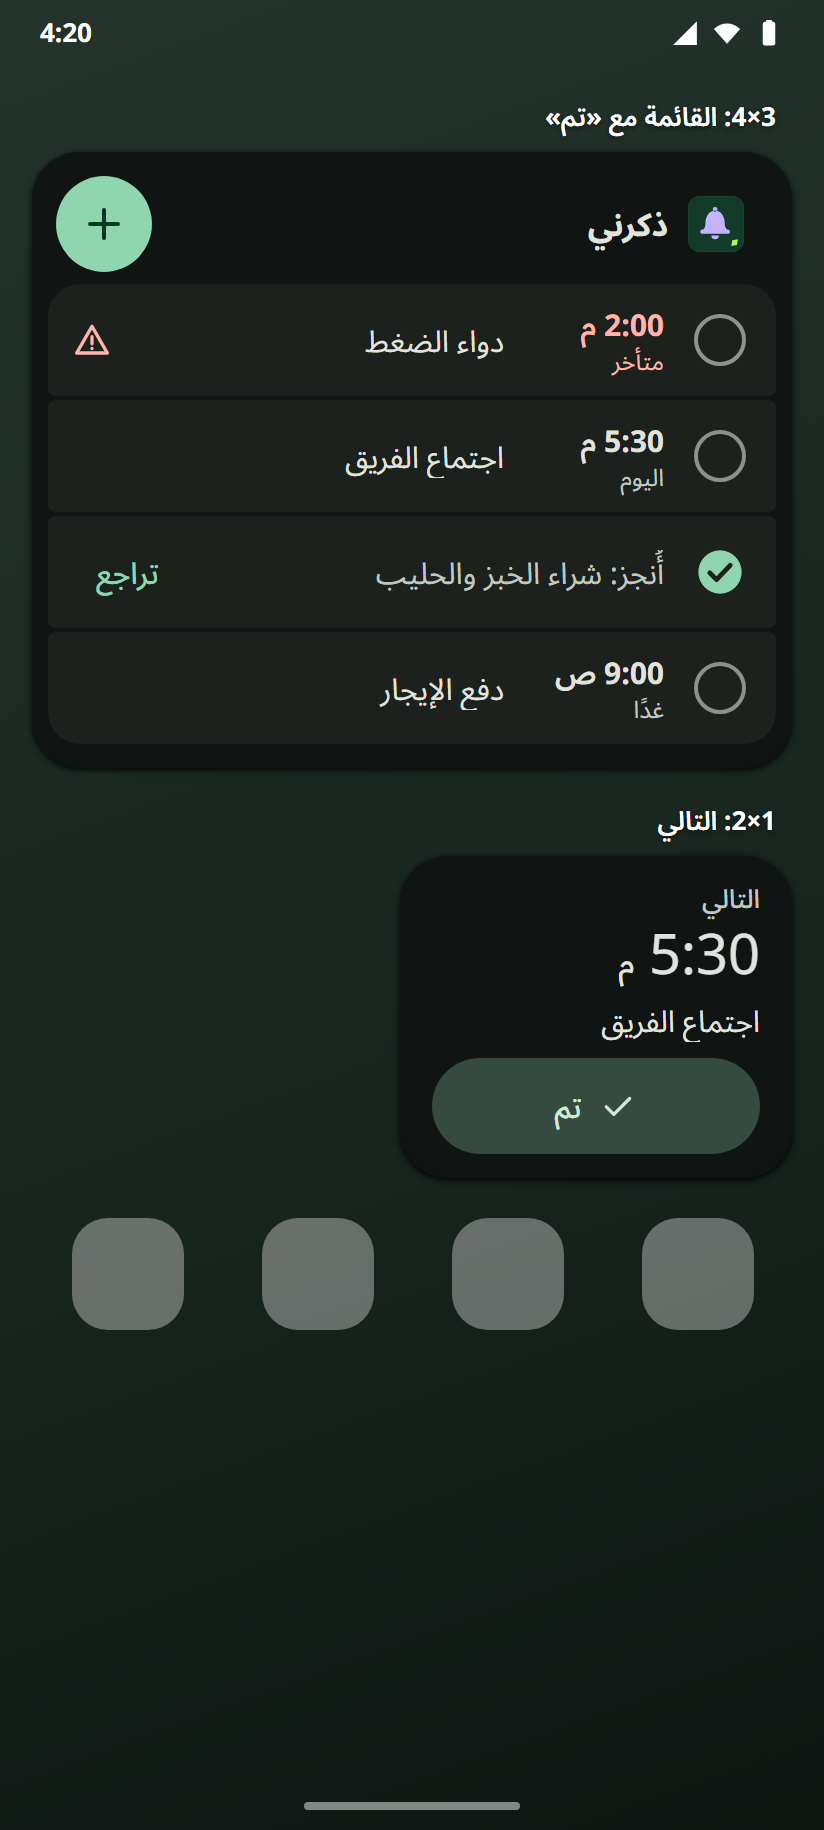 4:20
4×3: القائمة مع «تم»
ذكرني
2:00 م
متأخر
دواء الضغط
5:30 م
اليوم
اجتماع الفريق
أُنجز: شراء الخبز والحليب
تراجع
9:00 ص
غدًا
دفع الإيجار
2×1: التالي
التالي
5:30 م
اجتماع الفريق
تم